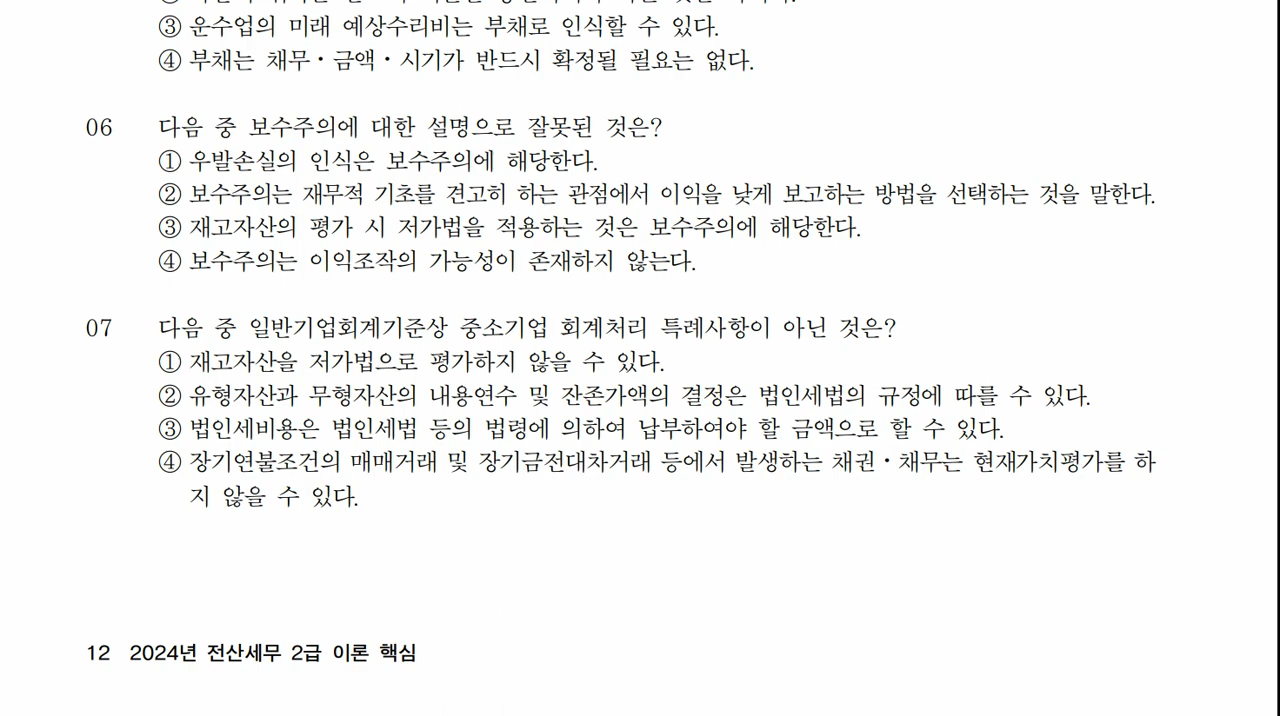 ③ 운수업의 미래 예상수리비는 부채로 인식할 수 있다.
④ 부채는 채무・금액・시기가 반드시 확정될 필요는 없다.
06 다음 중 보수주의에 대한 설명으로 잘못된 것은?
① 우발손실의 인식은 보수주의에 해당한다.
② 보수주의는 재무적 기초를 견고히 하는 관점에서 이익을 낮게 보고하는 방법을 선택하는 것을 말한다.
③ 재고자산의 평가 시 저가법을 적용하는 것은 보수주의에 해당한다.
④ 보수주의는 이익조작의 가능성이 존재하지 않는다.
07 다음 중 일반기업회계기준상 중소기업 회계처리 특례사항이 아닌 것은?
① 재고자산을 저가법으로 평가하지 않을 수 있다.
② 유형자산과 무형자산의 내용연수 및 잔존가액의 결정은 법인세법의 규정에 따를 수 있다.
③ 법인세비용은 법인세법 등의 법령에 의하여 납부하여야 할 금액으로 할 수 있다.
④ 장기연불조건의 매매거래 및 장기금전대차거래 등에서 발생하는 채권・채무는 현재가치평가를 하
지 않을 수 있다.
12 2024년 전산세무 2급 이론 핵심